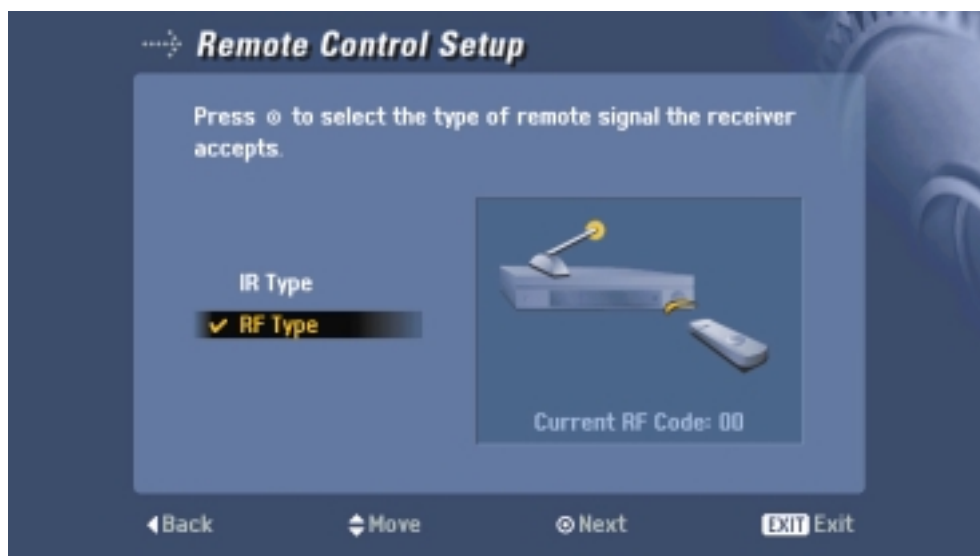 Remote Control Setup
Press ⊙ to select the type of remote signal the receiver
accepts.
IR Type
✓ RF Type
Current RF Code: 00
◀Back ◆Move ⊙Next EXIT Exit